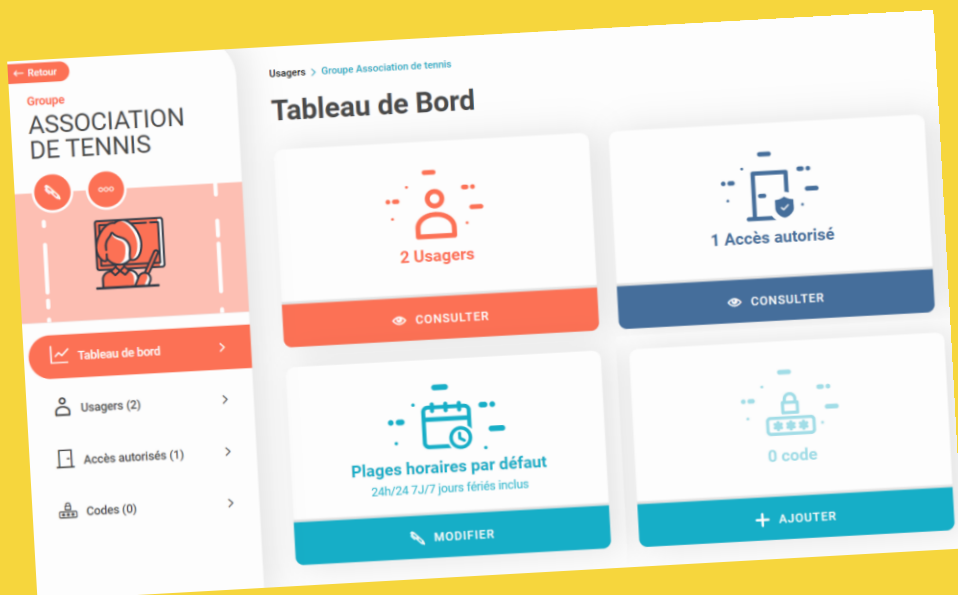 ← Retour
Groupe
ASSOCIATION
DE TENNIS
Tableau de bord
Usagers (2)
Accès autorisés (1)
Codes (0)
Usagers > Groupe Association de tennis
Tableau de Bord
2 Usagers
CONSULTER
1 Accès autorisé
CONSULTER
Plages horaires par défaut
24h/24 7J/7 jours fériés inclus
MODIFIER
***
0 code
+ AJOUTER